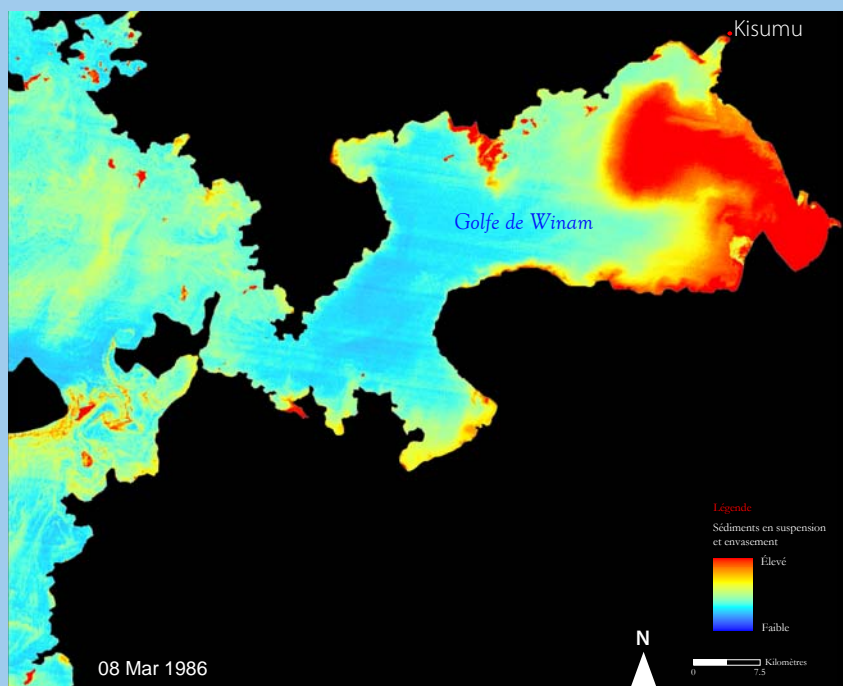 Kisumu
Golfe de Winam
Légende
Sédiments en suspension
et envasement
Élevé
Faible
N
Kilomètres
0 7.5
08 Mar 1986